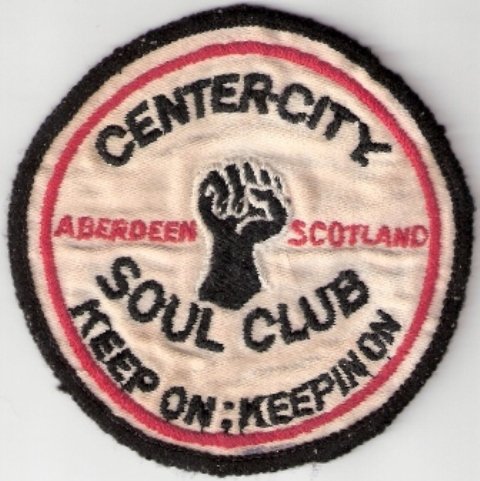 CENTER-CITY
ABERDEEN SCOTLAND
SOUL CLUB
KEEP ON; KEEPIN ON